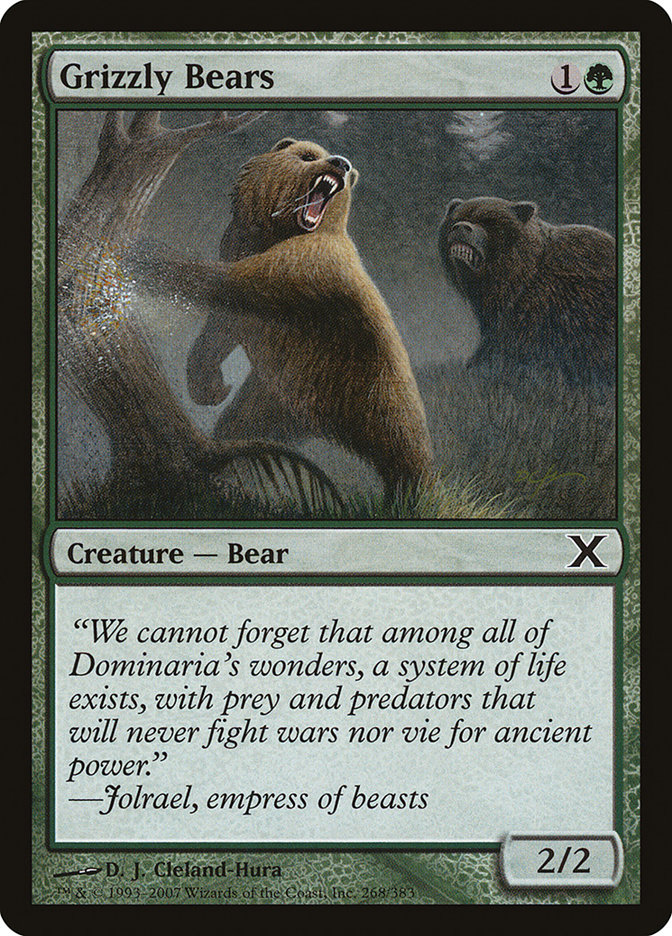 Grizzly Bears 1
Creature — Bear X
“We cannot forget that among all of
Dominaria’s wonders, a system of life
exists, with prey and predators that
will never fight wars nor vie for ancient
power.”
—Jolrael, empress of beasts
2/2
D. J. Cleland-Hura
™ & © 1993–2007 Wizards of the Coast, Inc. 268/383